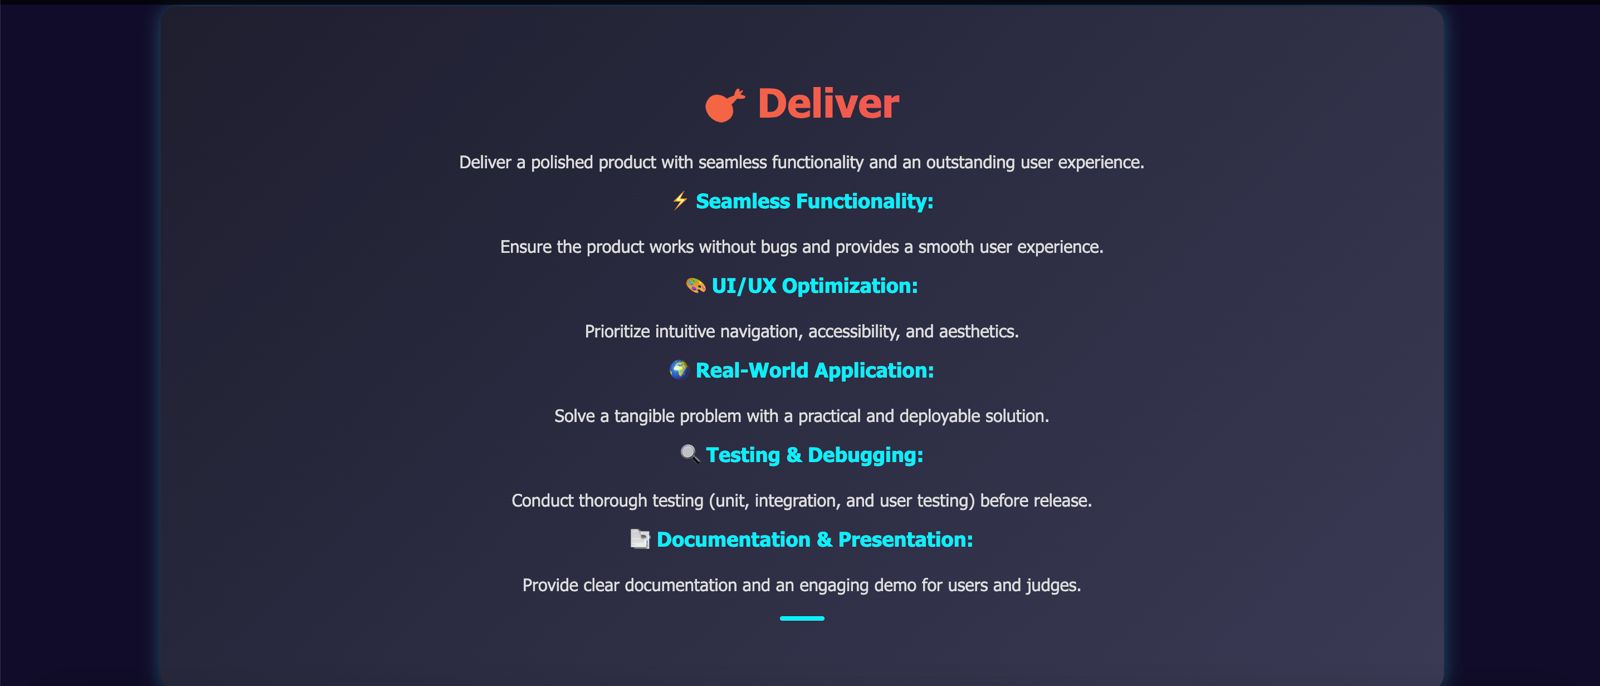 Deliver
Deliver a polished product with seamless functionality and an outstanding user experience.
⚡ Seamless Functionality:
Ensure the product works without bugs and provides a smooth user experience.
🎨 UI/UX Optimization:
Prioritize intuitive navigation, accessibility, and aesthetics.
🌍 Real-World Application:
Solve a tangible problem with a practical and deployable solution.
🔍 Testing & Debugging:
Conduct thorough testing (unit, integration, and user testing) before release.
📑 Documentation & Presentation:
Provide clear documentation and an engaging demo for users and judges.